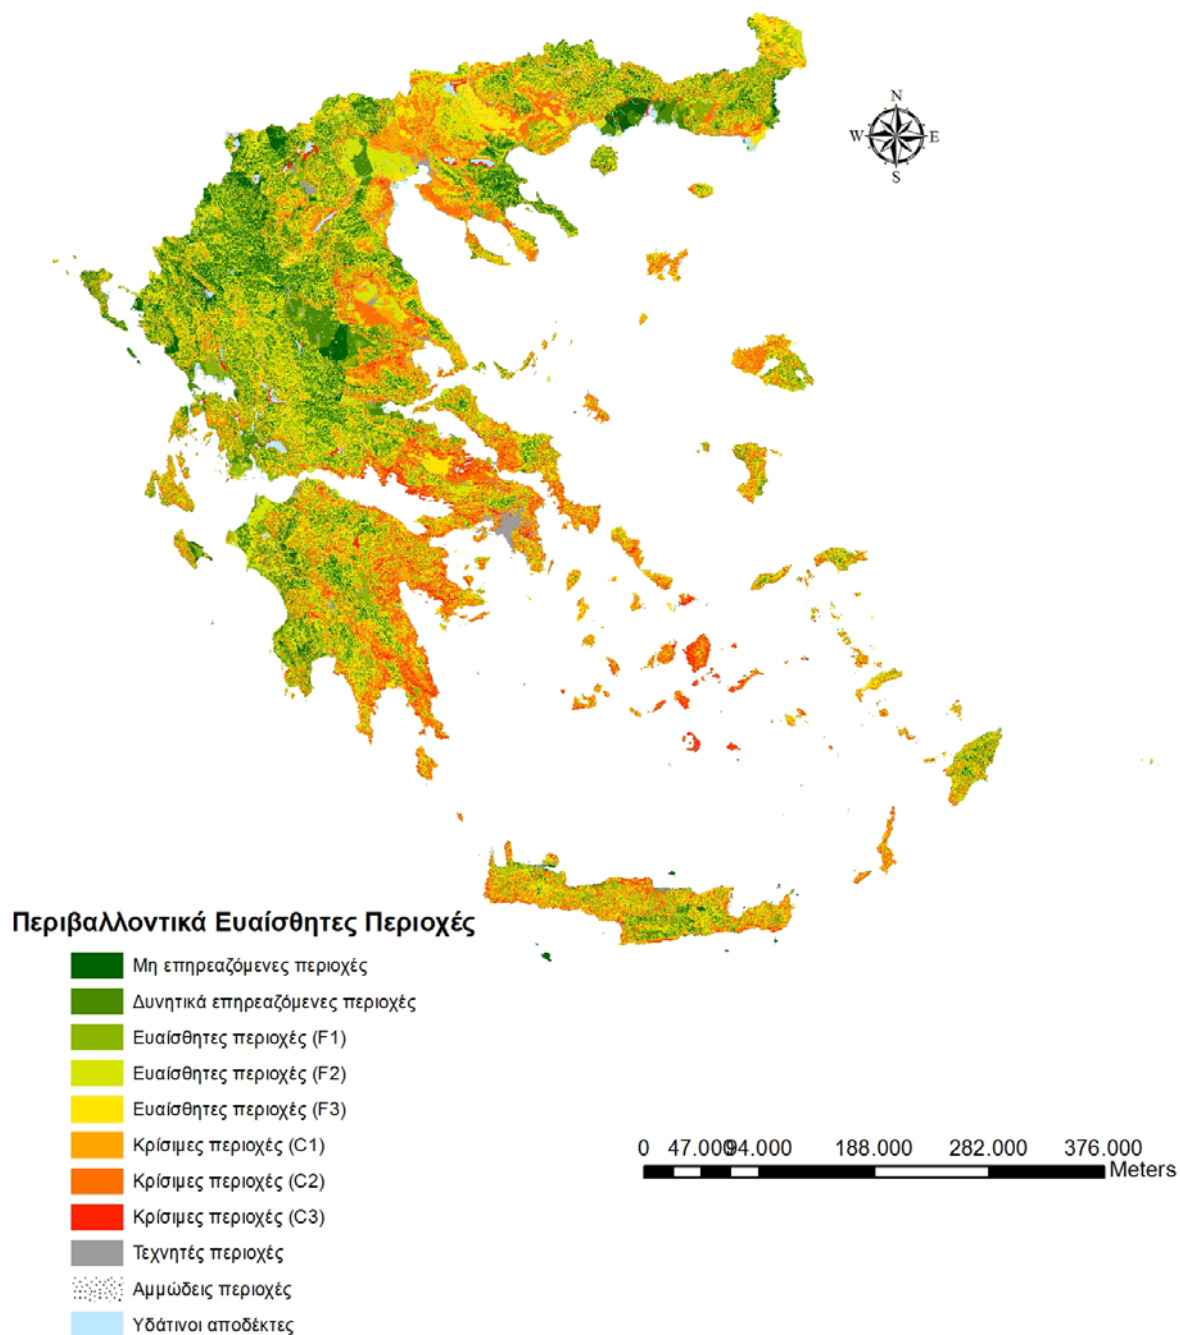 N
W E
S
Περιβαλλοντικά Ευαίσθητες Περιοχές
Μη επηρεαζόμενες περιοχές
Δυνητικά επηρεαζόμενες περιοχές
Ευαίσθητες περιοχές (F1)
Ευαίσθητες περιοχές (F2)
Ευαίσθητες περιοχές (F3)
Κρίσιμες περιοχές (C1)
Κρίσιμες περιοχές (C2)
Κρίσιμες περιοχές (C3)
Τεχνητές περιοχές
Αμμώδεις περιοχές
Υδάτινοι αποδέκτες
0 47.000 94.000 188.000 282.000 376.000
Meters